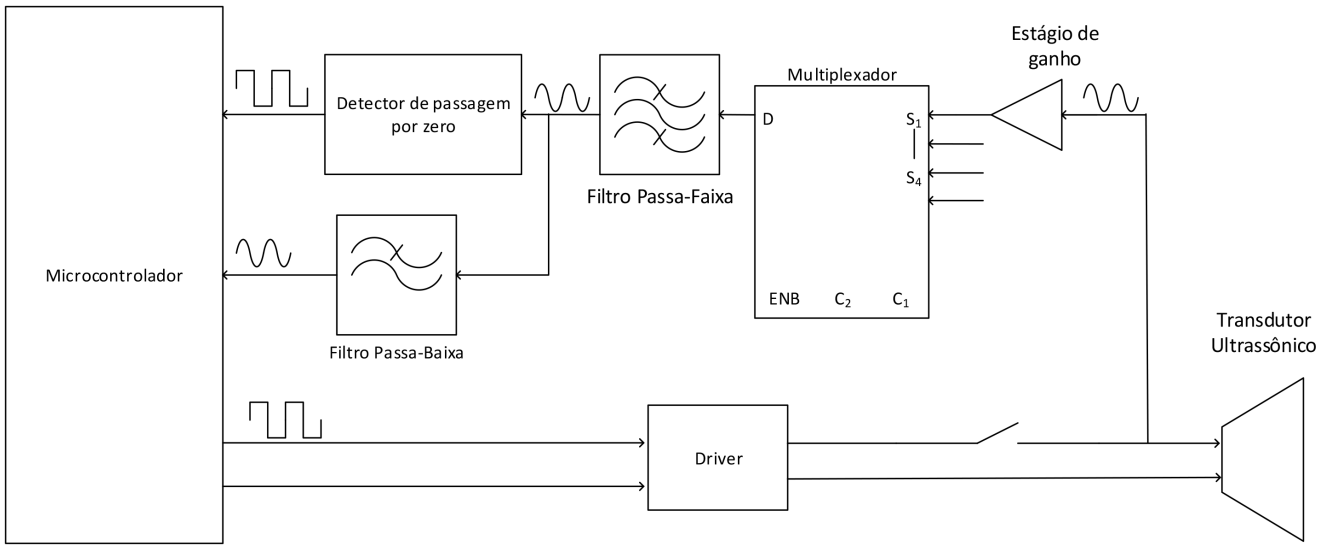 Estágio de
ganho
Multiplexador
Detector de passagem
por zero
D
S₁
S₄
Filtro Passa-Faixa
Microcontrolador
ENB
C₂
C₁
Filtro Passa-Baixa
Transdutor
Ultrassônico
Driver